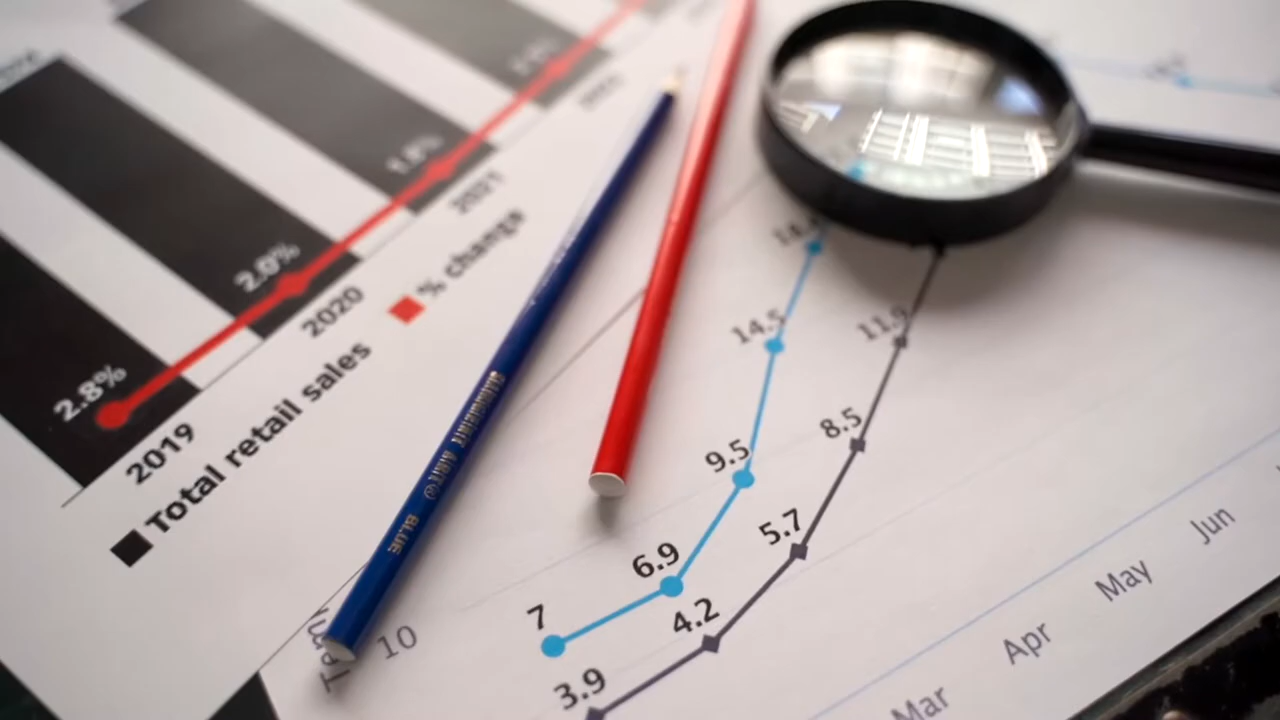 2.8%
2.0%
1.8%
2019
2020
2021
Total retail sales
% change
BLUE
10
7
6.9
9.5
14.5
3.9
4.2
5.7
8.5
11.9
Mar
Apr
May
Jun